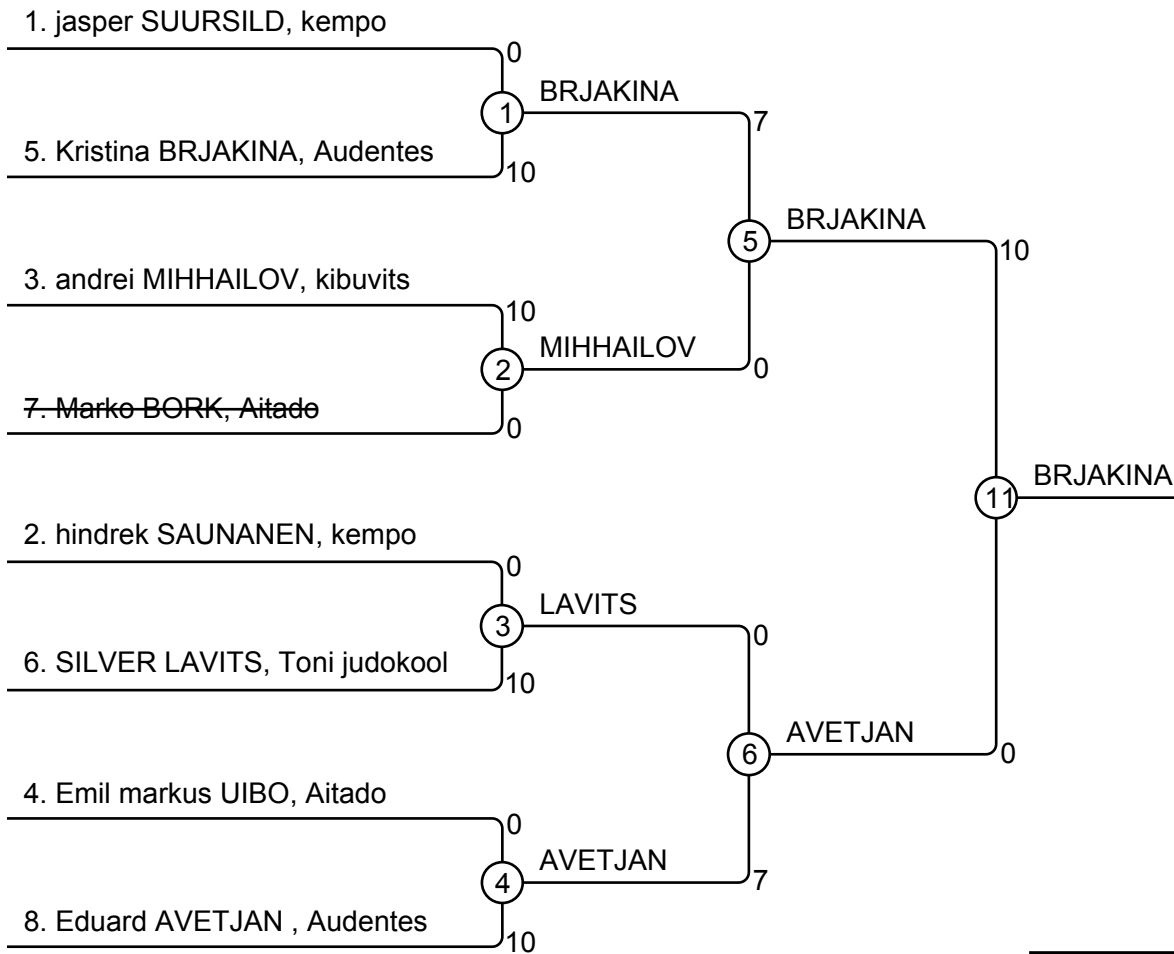 1. jasper SUURSILD, kempo
0
BRJAKINA
1
7
5. Kristina BRJAKINA, Audentes
10
BRJAKINA
5
10
3. andrei MIHHAILOV, kibuvits
10
MIHHAILOV
2
0
7. Marko BORK, Aitado
0
BRJAKINA
11
2. hindrek SAUNANEN, kempo
0
LAVITS
3
0
6. SILVER LAVITS, Toni judokool
10
AVETJAN
6
0
4. Emil markus UIBO, Aitado
0
AVETJAN
4
7
8. Eduard AVETJAN , Audentes
10